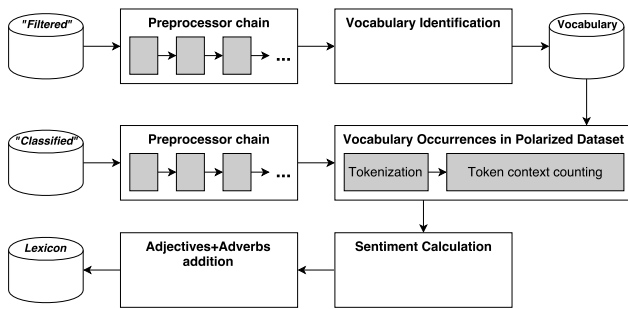 "Filtered"
Preprocessor chain
...
Vocabulary Identification
Vocabulary
"Classified"
Preprocessor chain
...
Vocabulary Occurrences in Polarized Dataset
Tokenization
Token context counting
Lexicon
Adjectives+Adverbs
addition
Sentiment Calculation